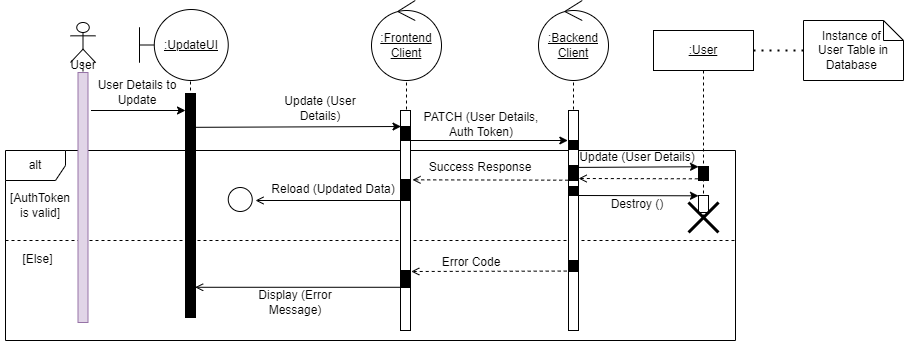 User
:UpdateUI
:Frontend
Client
:Backend
Client
:User
Instance of
User Table in
Database
User Details to
Update
Update (User
Details)
PATCH (User Details,
Auth Token)
alt
[AuthToken
is valid]
Update (User Details)
Success Response
Reload (Updated Data)
Destroy ()
[Else]
Error Code
Display (Error
Message)